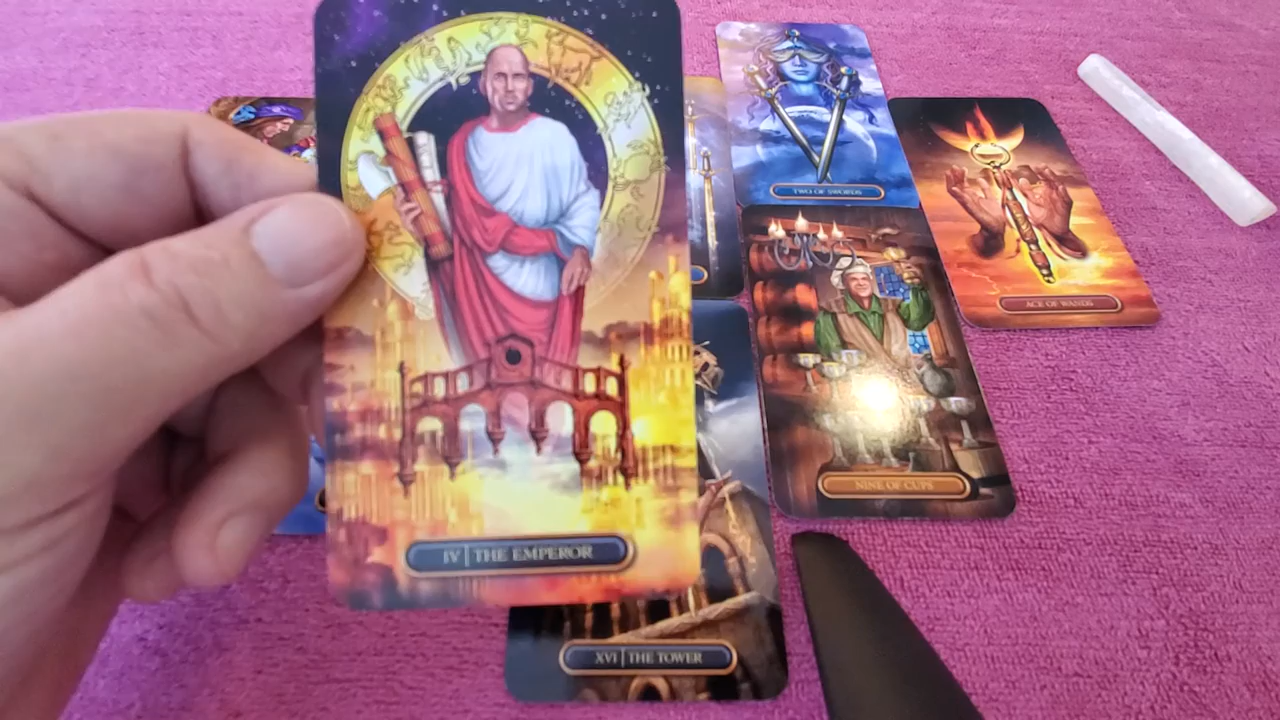 TWO OF SWORDS
ACE OF WANDS
NINE OF CUPS
IV | THE EMPEROR
XVI | THE TOWER